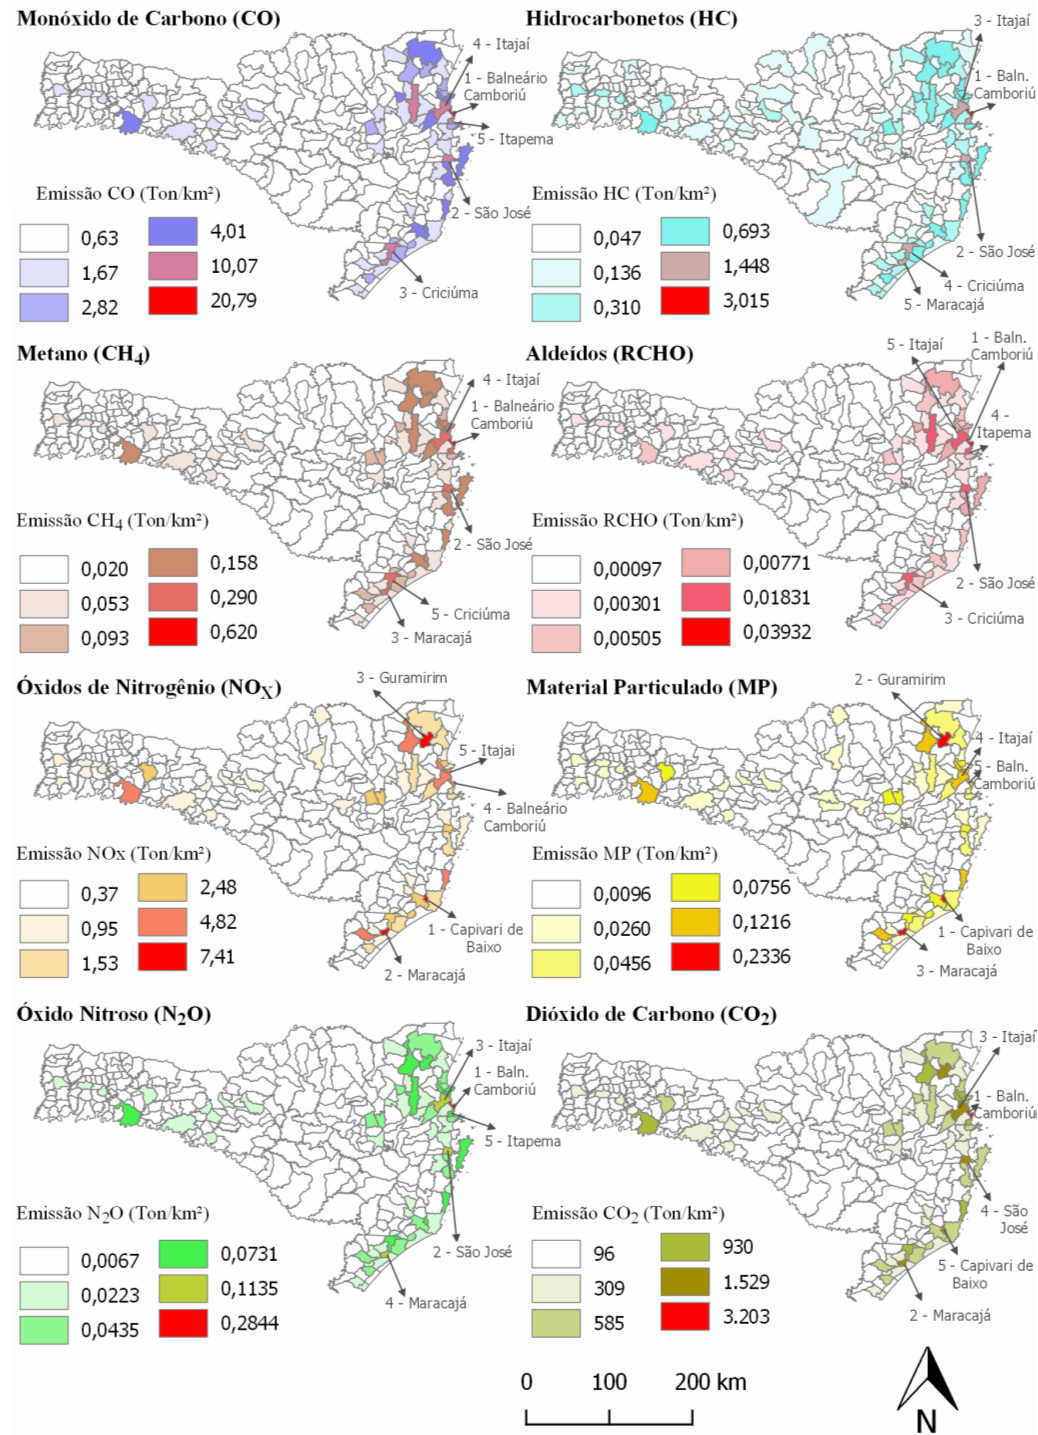 Monóxido de Carbono (CO)
4 - Itajaí
1 - Balneário
Camboriú
5 - Itapema
2 - São José
3 - Criciúma
Emissão CO (Ton/km²)
0,63
1,67
2,82
4,01
10,07
20,79
Hidrocarbonetos (HC)
3 - Itajaí
1 - Baln.
Camboriú
2 - São José
4 - Criciúma
5 - Maracajá
Emissão HC (Ton/km²)
0,047
0,136
0,310
0,693
1,448
3,015
Metano (CH₄)
4 - Itajaí
1 - Balneário
Camboriú
2 - São José
5 - Criciúma
3 - Maracajá
Emissão CH₄ (Ton/km²)
0,020
0,053
0,093
0,158
0,290
0,620
Aldeídos (RCHO)
5 - Itajaí
1 - Baln.
Camboriú
4 -
Itapema
2 - São José
3 - Criciúma
Emissão RCHO (Ton/km²)
0,00097
0,00301
0,00505
0,00771
0,01831
0,03932
Óxidos de Nitrogênio (NOX)
3 - Guramirim
5 - Itajai
4 - Balneário
Camboriú
1 - Capivari de
Baixo
2 - Maracajá
Emissão NOx (Ton/km²)
0,37
0,95
1,53
2,48
4,82
7,41
Material Particulado (MP)
2 - Guramirim
4 - Itajaí
5 - Baln.
Camboriú
1 - Capivari de
Baixo
3 - Maracajá
Emissão MP (Ton/km²)
0,0096
0,0260
0,0456
0,0756
0,1216
0,2336
Óxido Nitroso (N₂O)
3 - Itajaí
1 - Baln.
Camboriú
5 - Itapema
2 - São José
4 - Maracajá
Emissão N₂O (Ton/km²)
0,0067
0,0223
0,0435
0,0731
0,1135
0,2844
Dióxido de Carbono (CO₂)
3 - Itajaí
1 - Baln.
Camboriú
4 - São
José
5 - Capivari de
Baixo
2 - Maracajá
Emissão CO₂ (Ton/km²)
96
309
585
930
1.529
3.203
0 100 200 km
N